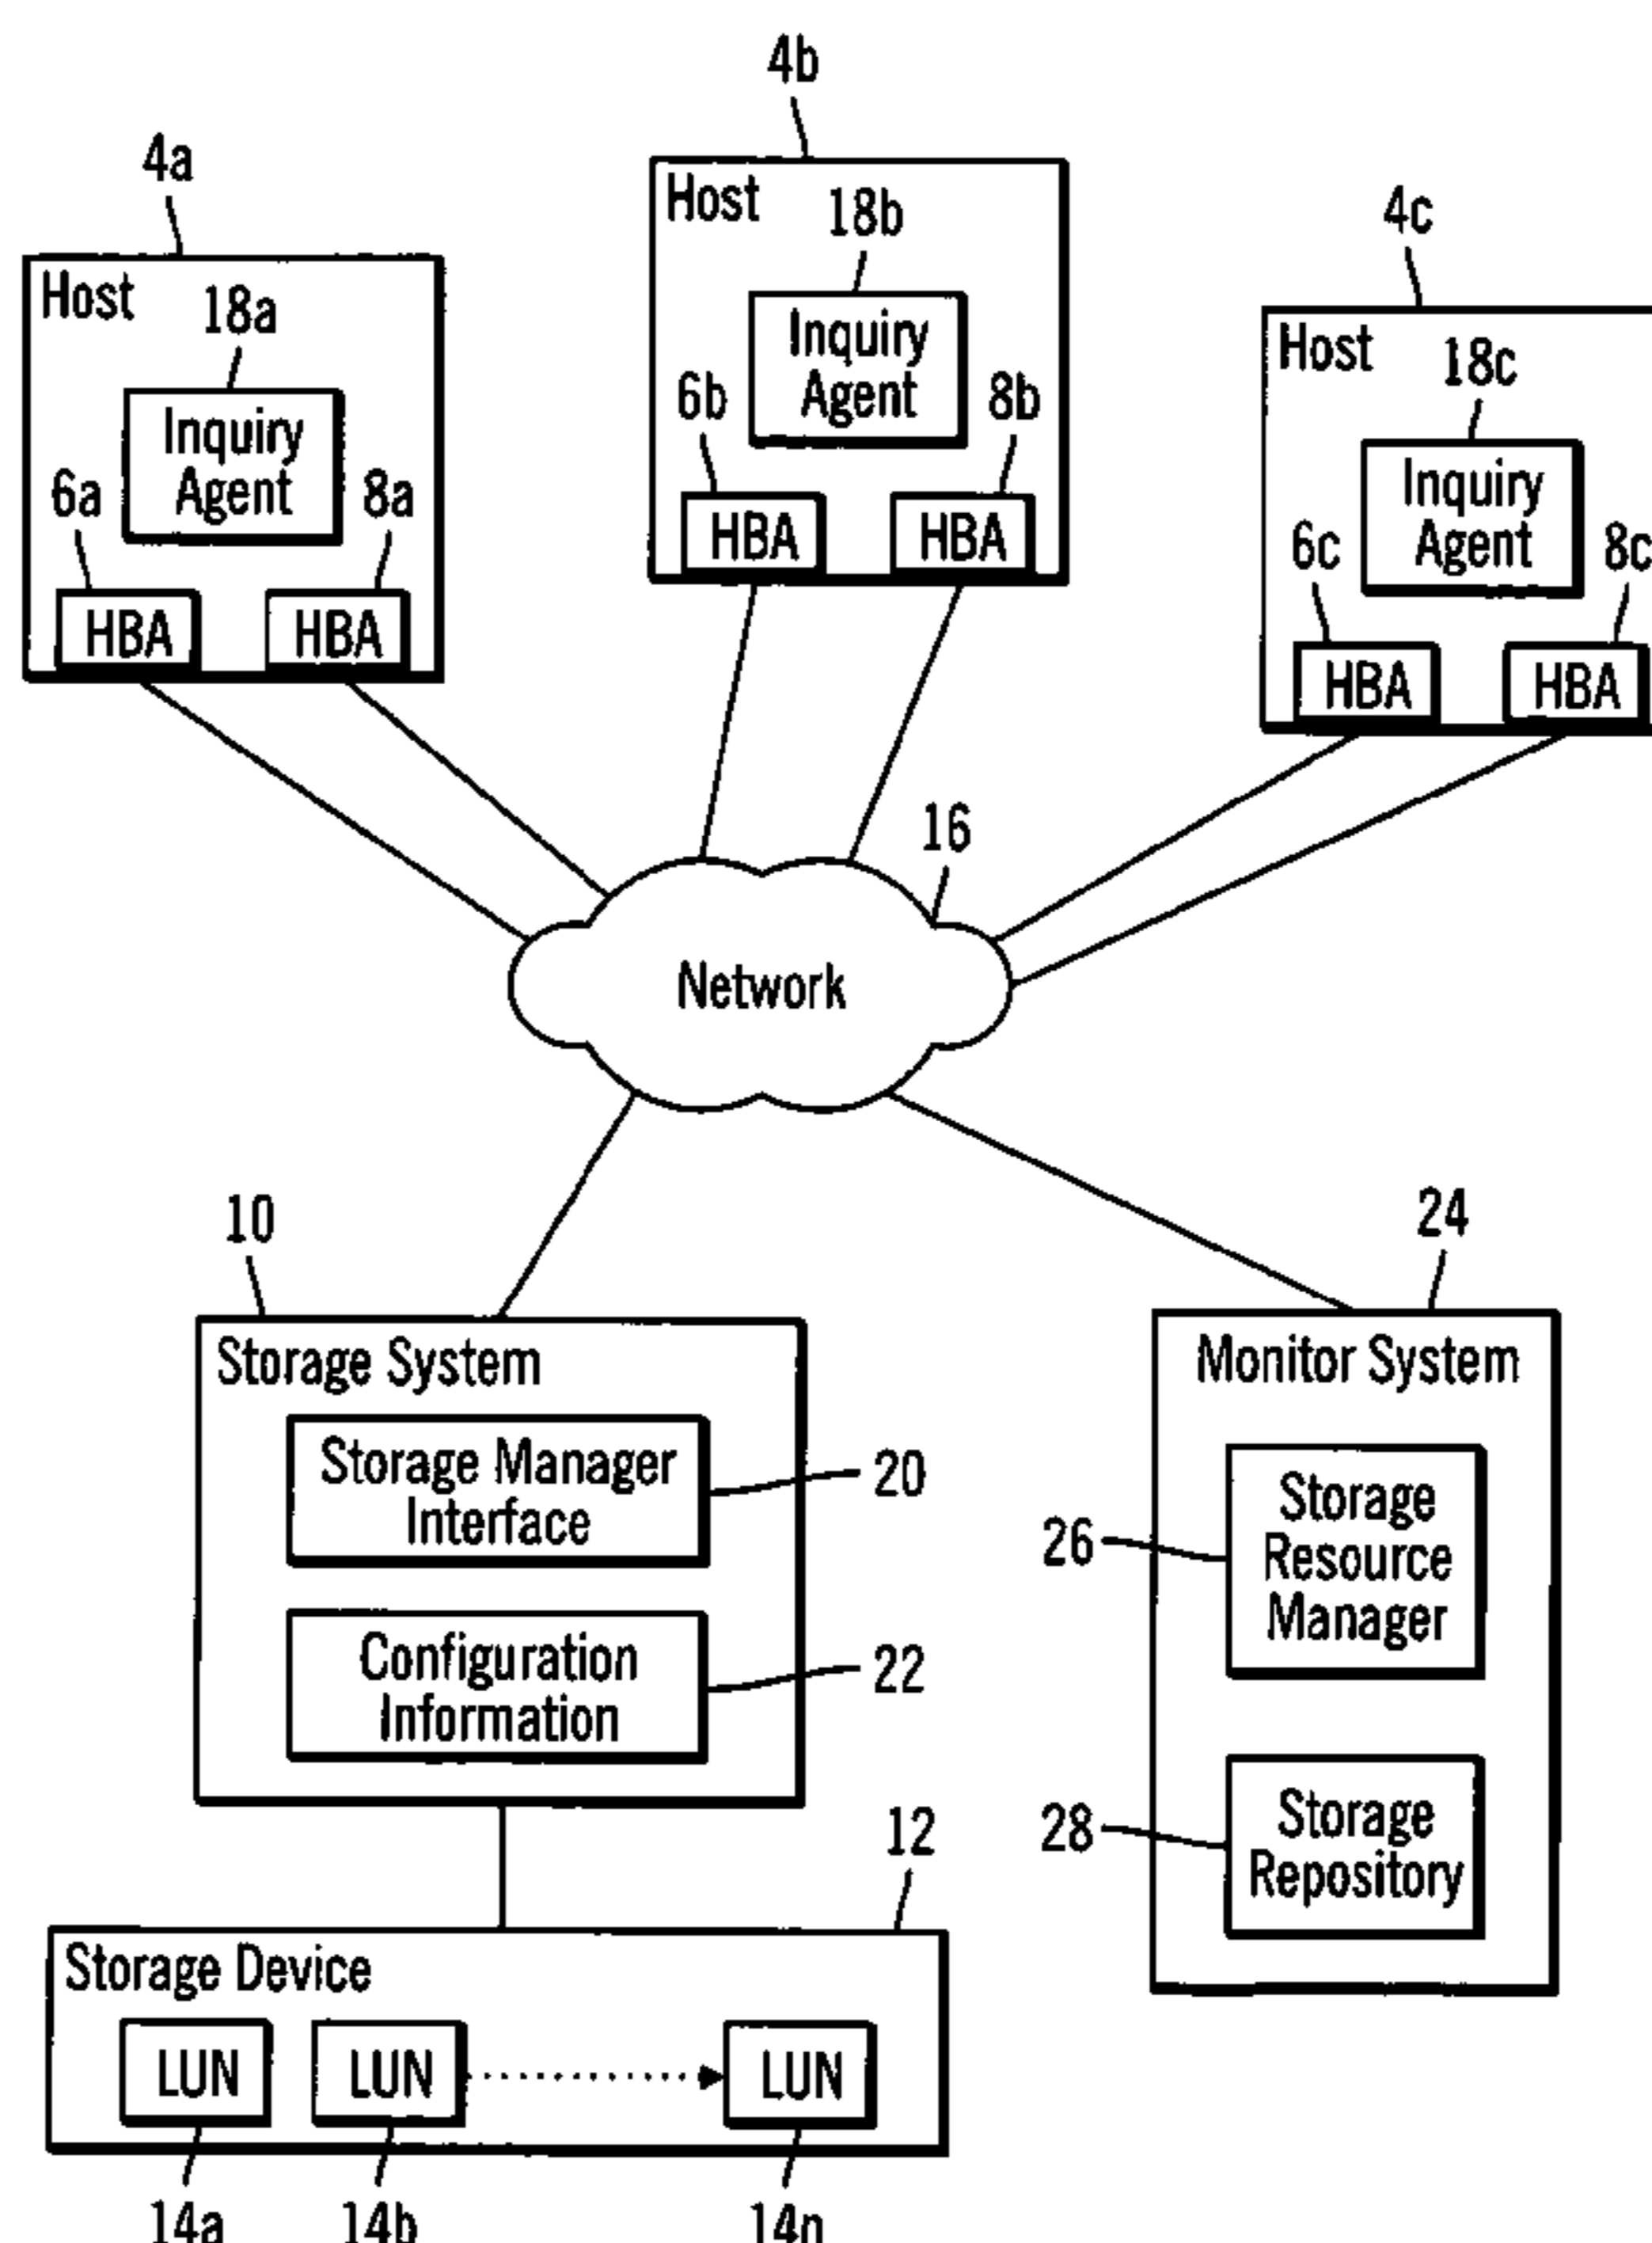 4b
4a
Host
18b
4c
Host
18a
Inquiry
Agent
Host
18c
6b
8b
Inquiry
Agent
Inquiry
Agent
6a
8a
HBA
HBA
6c
8c
HBA
HBA
HBA
HBA
16
Network
10
24
Storage System
Monitor System
Storage Manager
Interface
20
Storage
Resource
Manager
26
Configuration
Information
22
12
28
Storage
Repository
Storage Device
LUN
LUN
LUN
14a
14b
14n